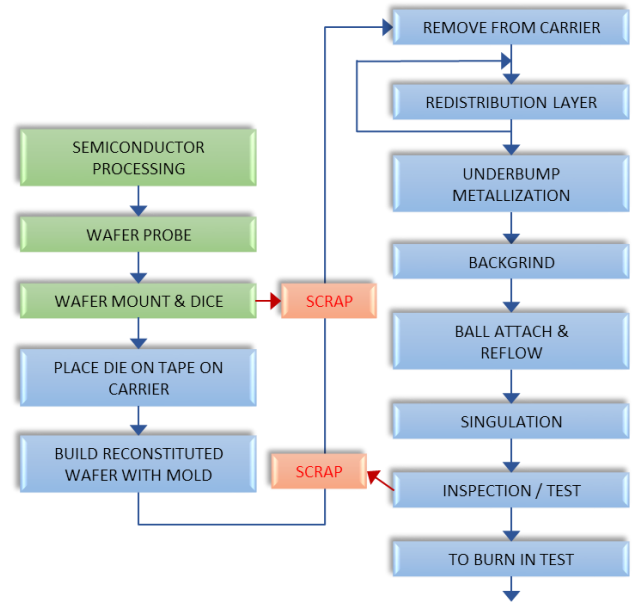 SEMICONDUCTOR
PROCESSING
WAFER PROBE
WAFER MOUNT & DICE
SCRAP
PLACE DIE ON TAPE ON
CARRIER
BUILD RECONSTITUTED
WAFER WITH MOLD
REMOVE FROM CARRIER
REDISTRIBUTION LAYER
UNDERBUMP
METALLIZATION
BACKGRIND
BALL ATTACH &
REFLOW
SINGULATION
INSPECTION / TEST
SCRAP
TO BURN IN TEST